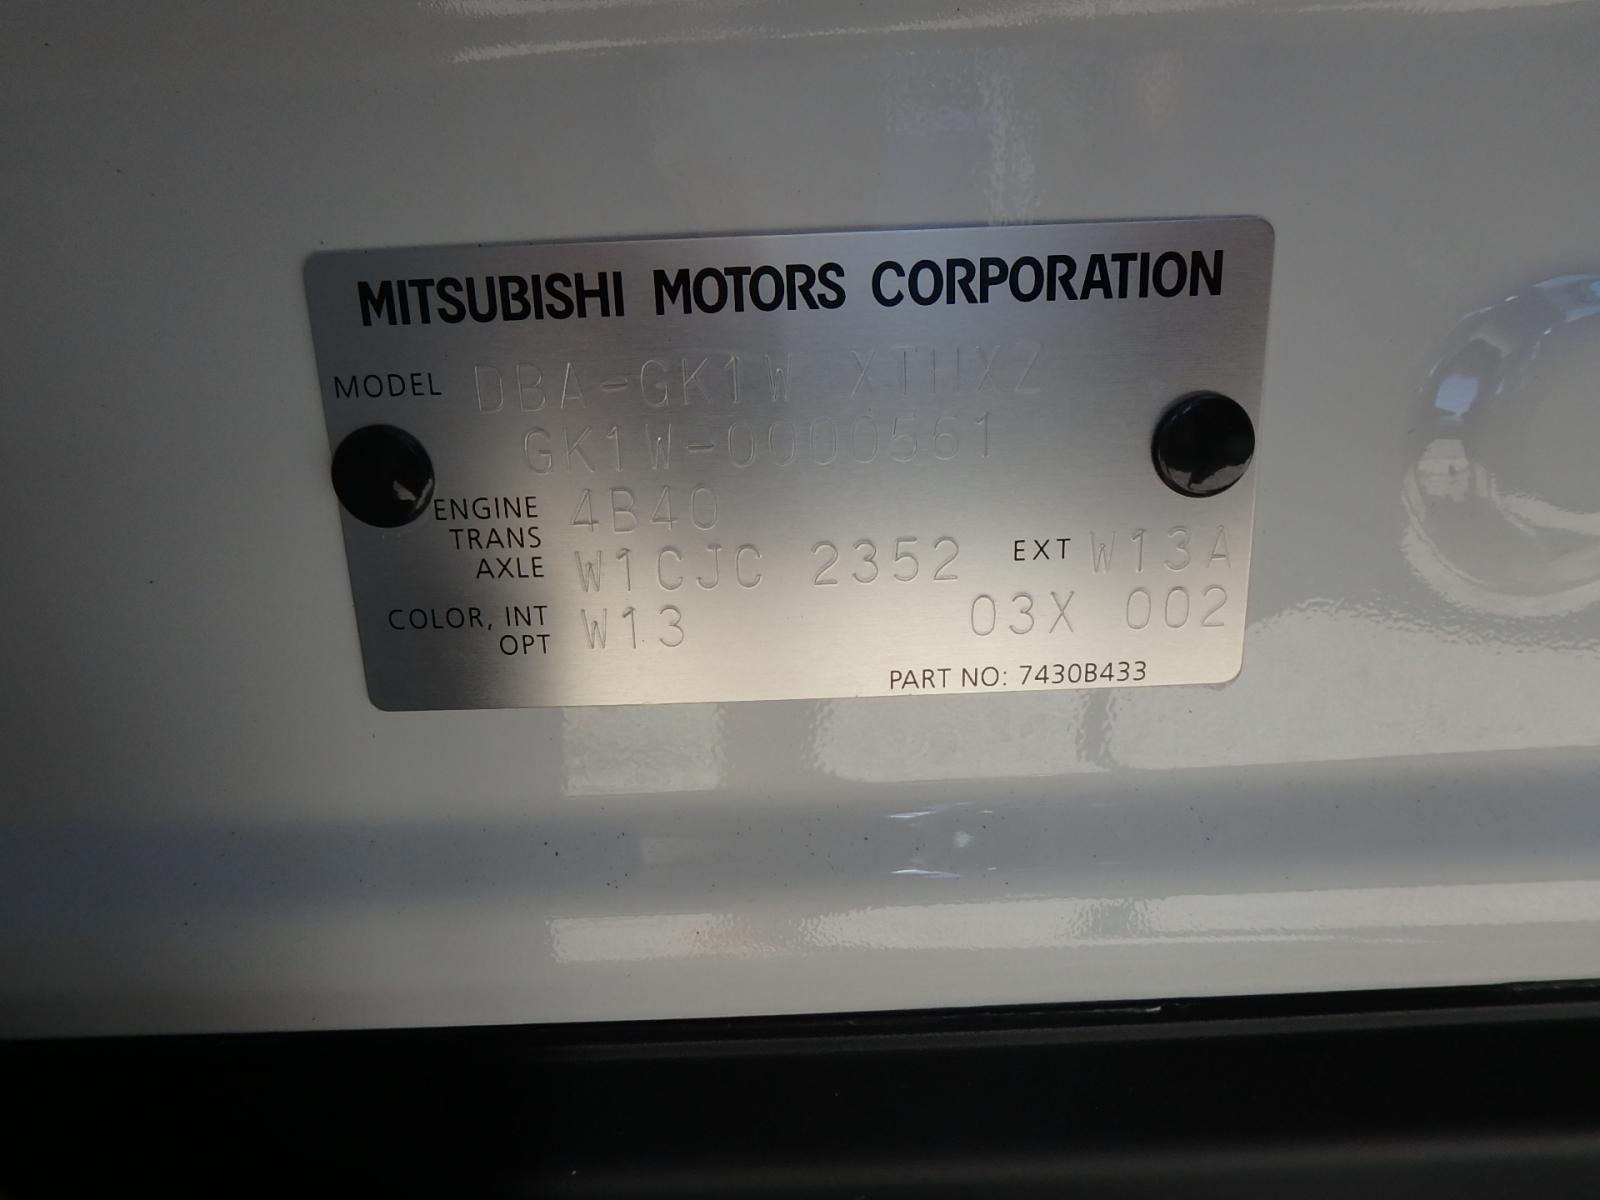 MITSUBISHI MOTORS CORPORATION
MODEL DBA-GK1W XTHXZ
GK1W-0000561
ENGINE 4B40
TRANS
AXLE W1CJC 2352 EXT W13A
COLOR, INT
OPT W13 03X 002
PART NO: 7430B433